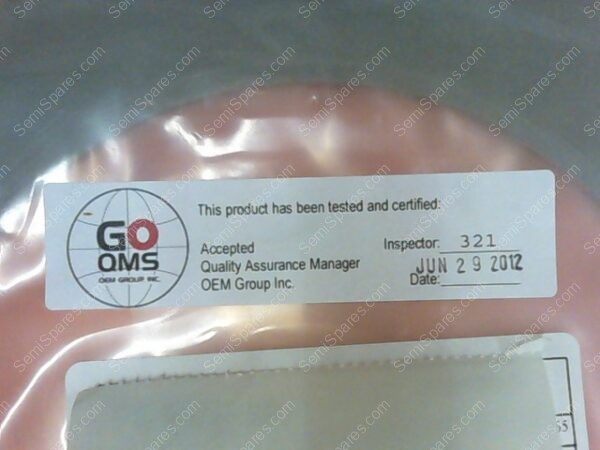 This product has been tested and certified:
GO
QMS
OEM GROUP INC.
Accepted
Inspector: 321
Quality Assurance Manager
JUN 29 2012
OEM Group Inc.
Date:
SemiSpares.com